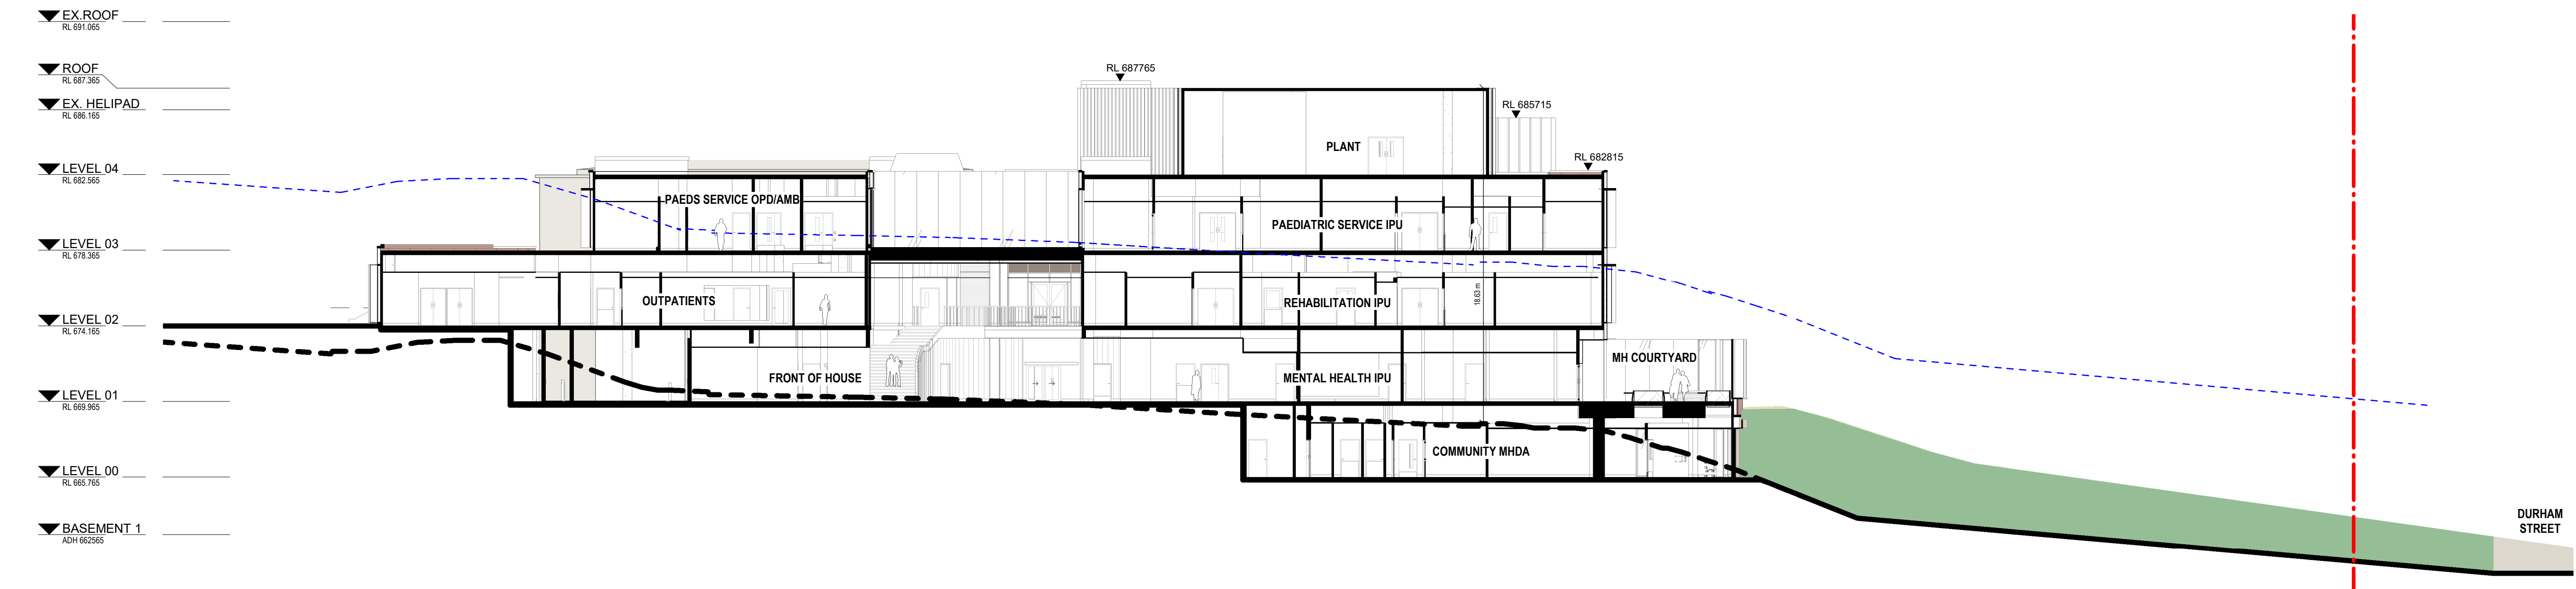 EX.ROOF
RL 691.065
ROOF
RL 687.365
EX. HELIPAD
RL 686.165
LEVEL 04
RL 682.565
LEVEL 03
RL 678.365
LEVEL 02
RL 674.165
LEVEL 01
RL 669.965
LEVEL 00
RL 665.765
BASEMENT 1
ADH 662565
RL 687765
RL 685715
RL 682815
PLANT
PAEDS SERVICE OPD/AMB
PAEDIATRIC SERVICE IPU
OUTPATIENTS
REHABILITATION IPU
18.63 m
FRONT OF HOUSE
MENTAL HEALTH IPU
MH COURTYARD
COMMUNITY MHDA
DURHAM
STREET